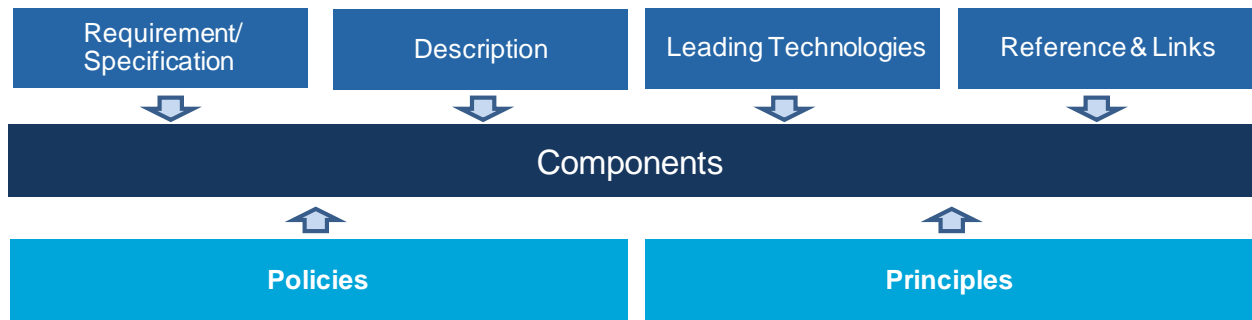 Requirement/
Specification
Description
Leading Technologies
Reference & Links
Components
Policies
Principles